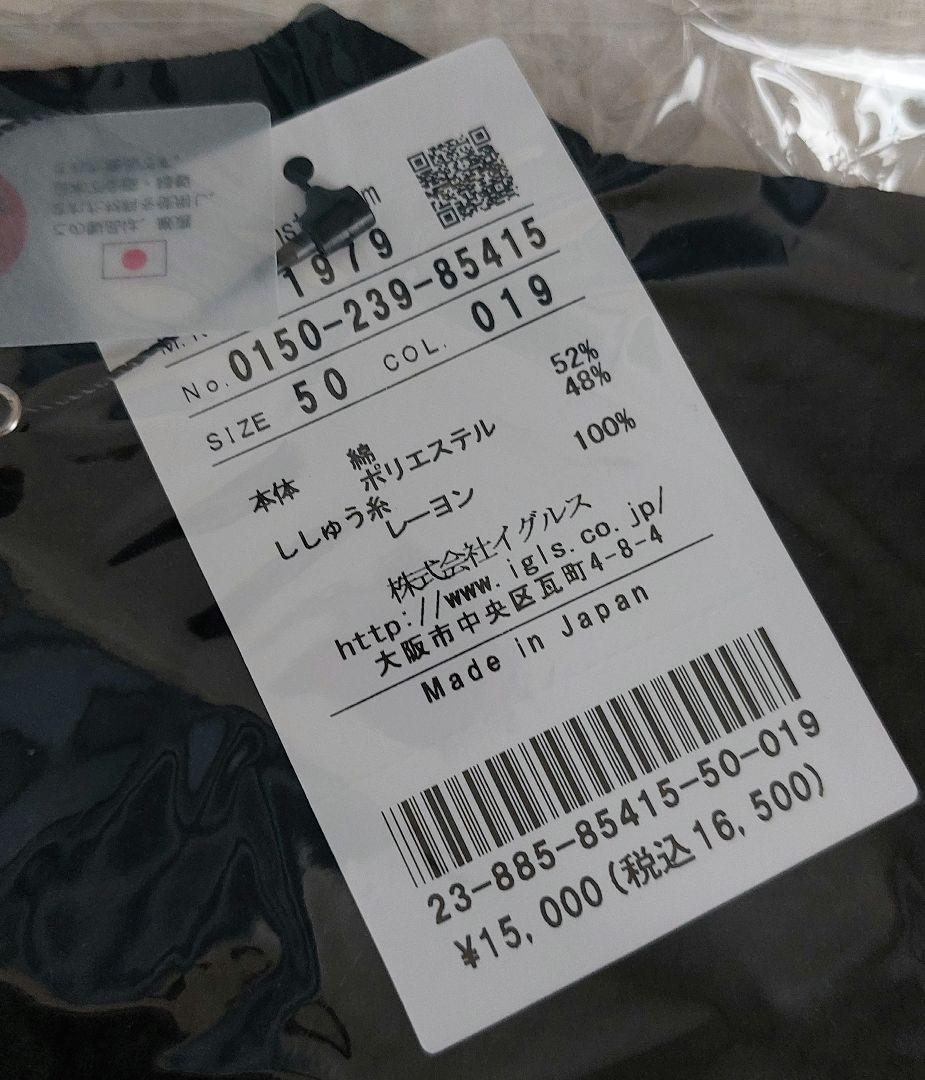 1979
No. 0150-239-85415
SIZE 50 COL. 019
本体 綿 52%
ポリエステル 48%
ししゅう糸
レーヨン 100%
株式会社イグルス
http://www.igls.co.jp/
大阪市中央区瓦町4-8-4
Made in Japan
23-885-85415-50-019
¥15,000(税込16,500)